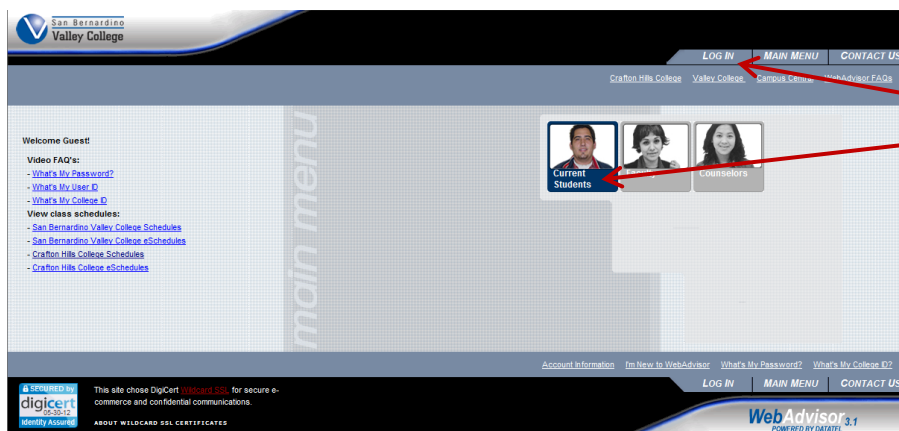 San Bernardino
Valley College
LOG IN MAIN MENU CONTACT US
Crafton Hills College Valley College Campus Central WebAdvisor FAQs
Welcome Guest!
Video FAQ's:
- What's My Password?
- What's My User ID
- What's My College ID
View class schedules:
- San Bernardino Valley College Schedules
- San Bernardino Valley College eSchedules
- Crafton Hills College Schedules
- Crafton Hills College eSchedules
main menu
Current
Students
Faculty
Counselors
Account Information I'm New to WebAdvisor What's My Password? What's My College ID?
LOG IN MAIN MENU CONTACT US
SECURED by
digicert
05-30-12
Identity Assured
This site chose DigiCert Wildcard SSL for secure e-
commerce and confidential communications.
ABOUT WILDCARD SSL CERTIFICATES
WebAdvisor 3.1
POWERED BY DATATEL